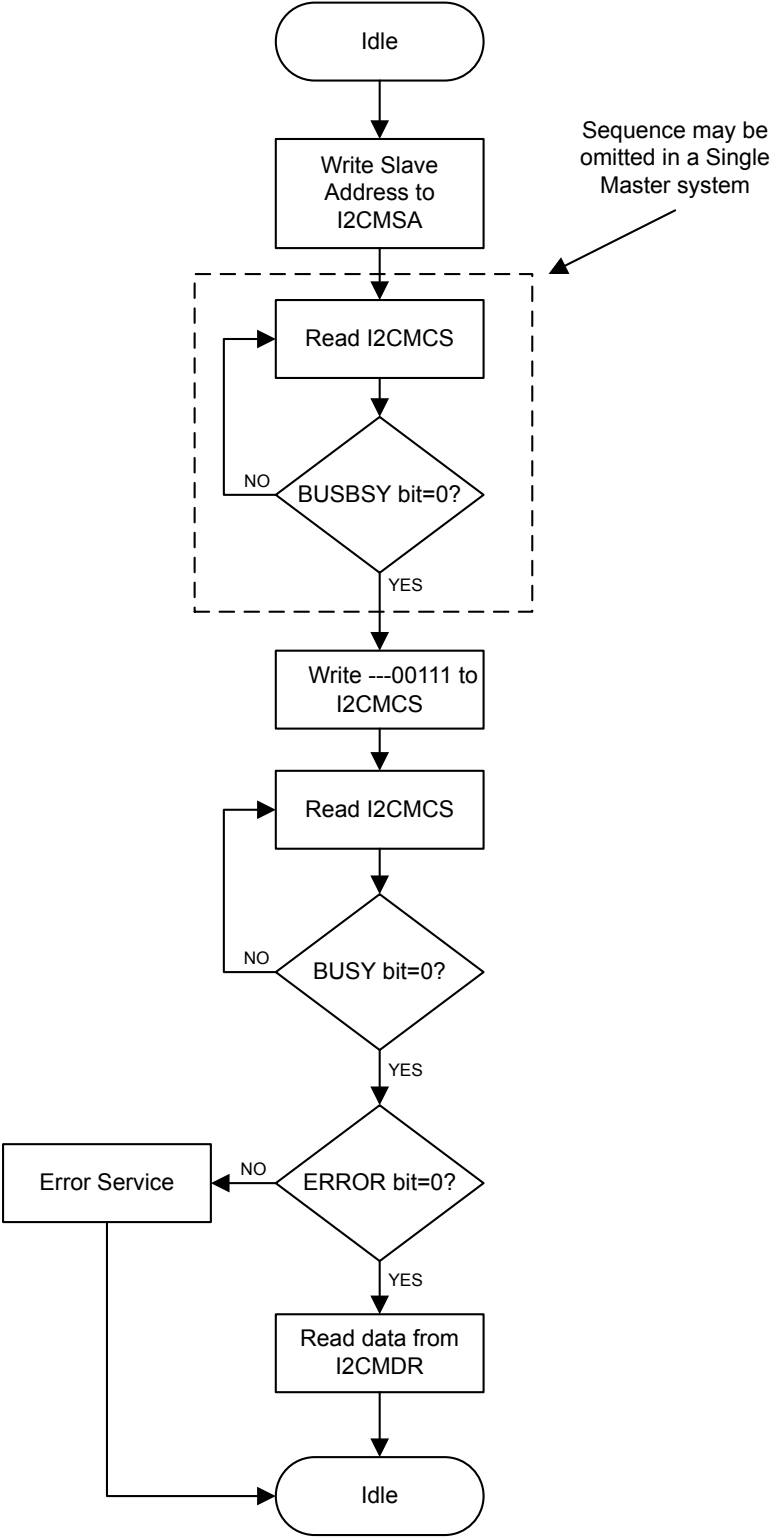 Idle
Sequence may be
omitted in a Single
Master system
Write Slave
Address to
I2CMSA
Read I2CMCS
NO
BUSBSY bit=0?
YES
Write ---00111 to
I2CMCS
Read I2CMCS
NO
BUSY bit=0?
YES
Error Service
NO
ERROR bit=0?
YES
Read data from
I2CMDR
Idle